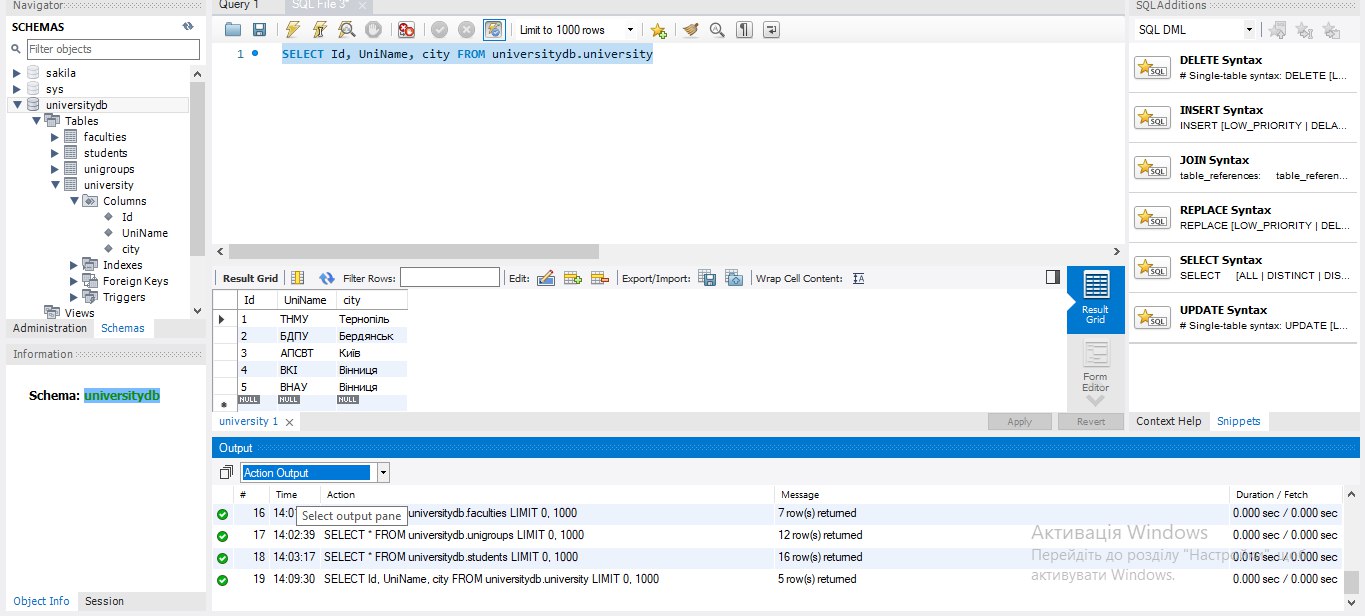 Navigator
SCHEMAS
Filter objects
sakila
sys
universitydb
Tables
faculties
students
unigroups
university
Columns
Id
UniName
city
Indexes
Foreign Keys
Triggers
Views
Administration Schemas
Information
Schema: universitydb
Object Info Session
Query 1 SQL File 3*
Limit to 1000 rows
1 SELECT Id, UniName, city FROM universitydb.university
Result Grid Filter Rows: Edit: Export/Import: Wrap Cell Content:
Id UniName city
1 ТНМУ Тернопіль
2 БДПУ Бердянськ
3 АПСВТ Київ
4 ВКІ Вінниця
5 ВНАУ Вінниця
NULL NULL NULL
Result Grid
Form Editor
university 1 Apply Revert
Output
Action Output
# Time Action Message Duration / Fetch
16 universitydb.faculties LIMIT 0, 1000 7 row(s) returned 0.000 sec / 0.000 sec
Select output pane
17 14:02:39 SELECT * FROM universitydb.unigroups LIMIT 0, 1000 12 row(s) returned 0.000 sec / 0.000 sec
18 14:03:17 SELECT * FROM universitydb.students LIMIT 0, 1000 16 row(s) returned 0.016 sec / 0.000 sec
19 14:09:30 SELECT Id, UniName, city FROM universitydb.university LIMIT 0, 1000 5 row(s) returned 0.000 sec / 0.000 sec
SQLAdditions
SQL DML
DELETE Syntax
# Single-table syntax: DELETE [L...
INSERT Syntax
INSERT [LOW_PRIORITY | DELA...
JOIN Syntax
table_references: table_referen...
REPLACE Syntax
REPLACE [LOW_PRIORITY | DEL...
SELECT Syntax
SELECT [ALL | DISTINCT | DIS...
UPDATE Syntax
# Single-table syntax: UPDATE [L...
Context Help Snippets
Активація Windows
Перейдіть до розділу "Настройки", щоб
активувати Windows.